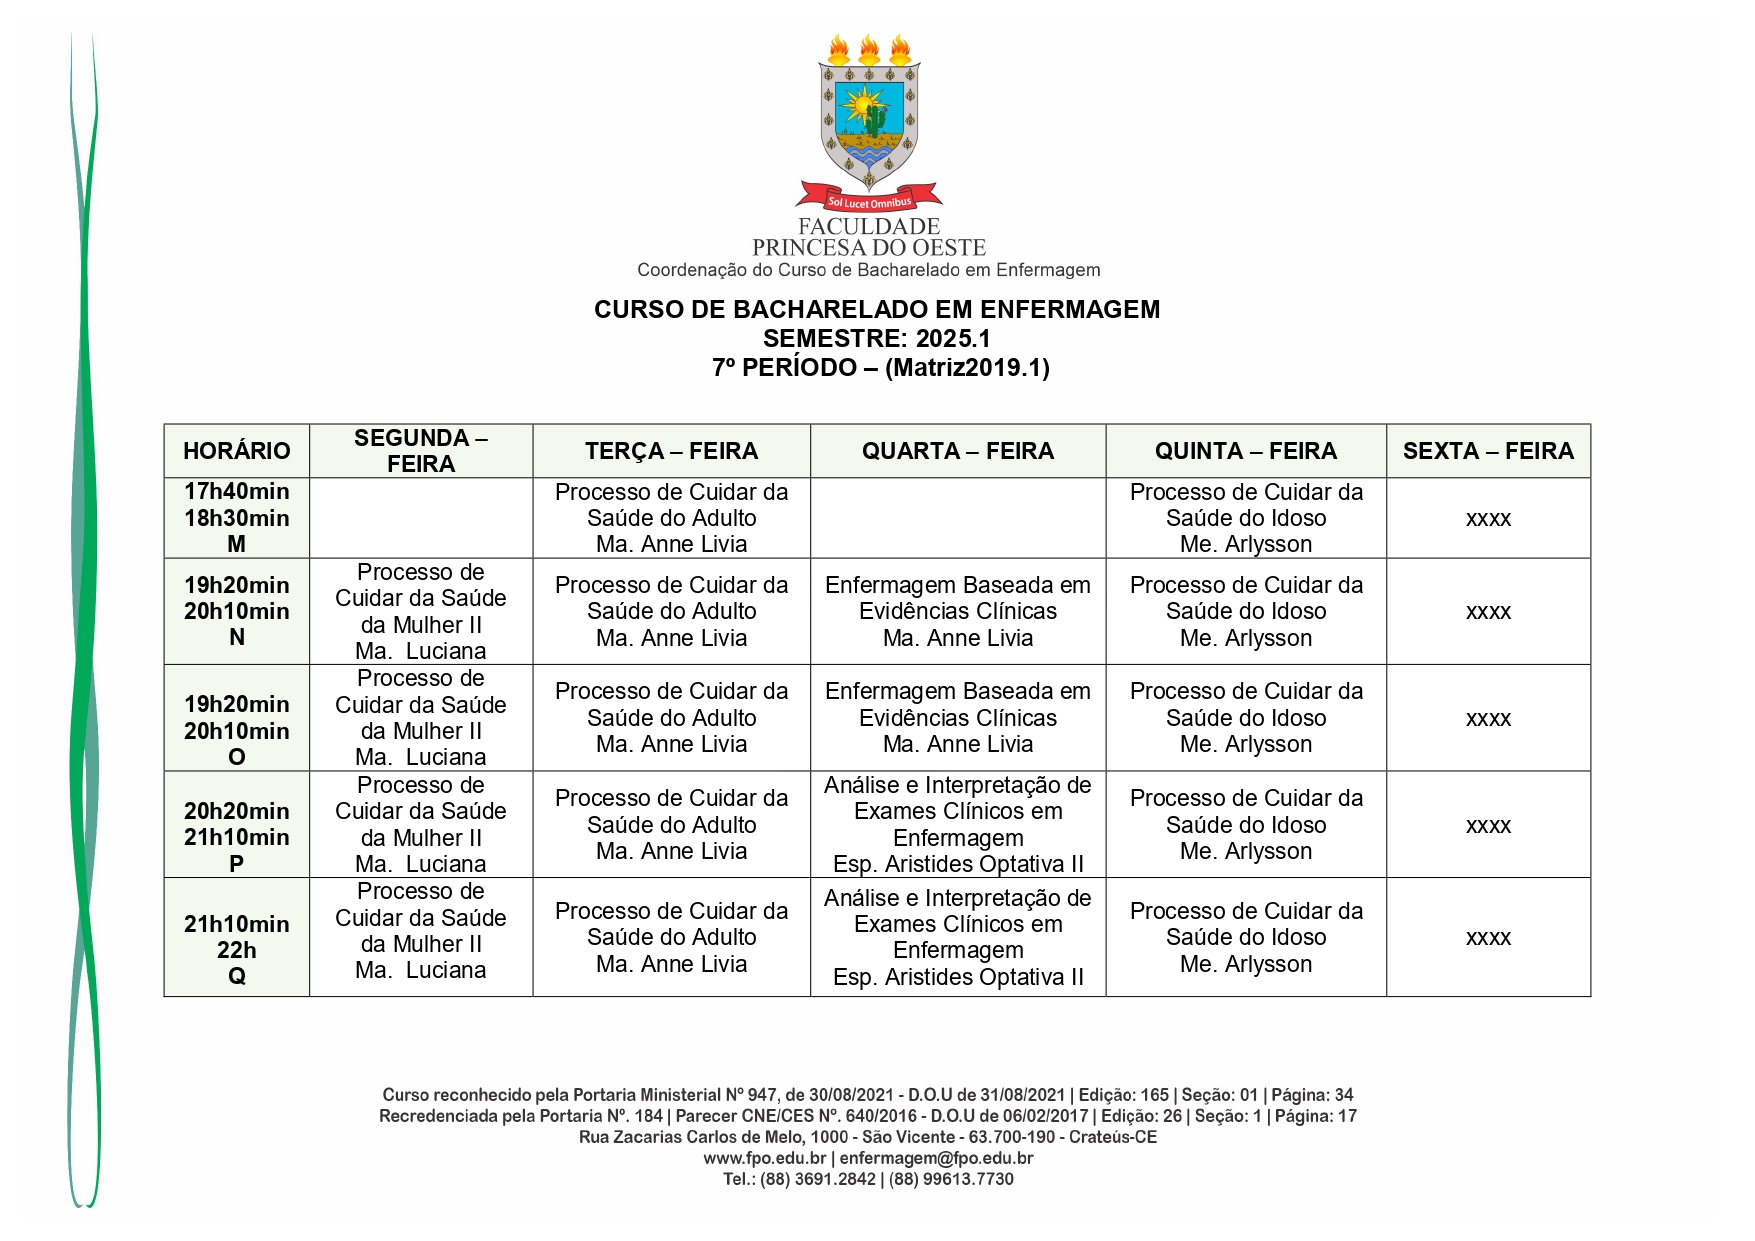 Sol Lucet Omnibus
FACULDADE
PRINCESA DO OESTE
Coordenação do Curso de Bacharelado em Enfermagem
CURSO DE BACHARELADO EM ENFERMAGEM
SEMESTRE: 2025.1
7º PERÍODO – (Matriz2019.1)
HORÁRIO
SEGUNDA –
FEIRA
TERÇA – FEIRA
QUARTA – FEIRA
QUINTA – FEIRA
SEXTA – FEIRA
17h40min
18h30min
M
Processo de Cuidar da
Saúde do Adulto
Ma. Anne Livia
Processo de Cuidar da
Saúde do Idoso
Me. Arlysson
xxxx
19h20min
20h10min
N
Processo de
Cuidar da Saúde
da Mulher II
Ma.  Luciana
Processo de Cuidar da
Saúde do Adulto
Ma. Anne Livia
Enfermagem Baseada em
Evidências Clínicas
Ma. Anne Livia
Processo de Cuidar da
Saúde do Idoso
Me. Arlysson
xxxx
19h20min
20h10min
O
Processo de
Cuidar da Saúde
da Mulher II
Ma.  Luciana
Processo de Cuidar da
Saúde do Adulto
Ma. Anne Livia
Enfermagem Baseada em
Evidências Clínicas
Ma. Anne Livia
Processo de Cuidar da
Saúde do Idoso
Me. Arlysson
xxxx
20h20min
21h10min
P
Processo de
Cuidar da Saúde
da Mulher II
Ma.  Luciana
Processo de Cuidar da
Saúde do Adulto
Ma. Anne Livia
Análise e Interpretação de
Exames Clínicos em
Enfermagem
Esp. Aristides Optativa II
Processo de Cuidar da
Saúde do Idoso
Me. Arlysson
xxxx
21h10min
22h
Q
Processo de
Cuidar da Saúde
da Mulher II
Ma.  Luciana
Processo de Cuidar da
Saúde do Adulto
Ma. Anne Livia
Análise e Interpretação de
Exames Clínicos em
Enfermagem
Esp. Aristides Optativa II
Processo de Cuidar da
Saúde do Idoso
Me. Arlysson
xxxx
Curso reconhecido pela Portaria Ministerial Nº 947, de 30/08/2021 - D.O.U de 31/08/2021 | Edição: 165 | Seção: 01 | Página: 34
Recredenciada pela Portaria Nº. 184 | Parecer CNE/CES Nº. 640/2016 - D.O.U de 06/02/2017 | Edição: 26 | Seção: 1 | Página: 17
Rua Zacarias Carlos de Melo, 1000 - São Vicente - 63.700-190 - Crateús-CE
www.fpo.edu.br | enfermagem@fpo.edu.br
Tel.: (88) 3691.2842 | (88) 99613.7730